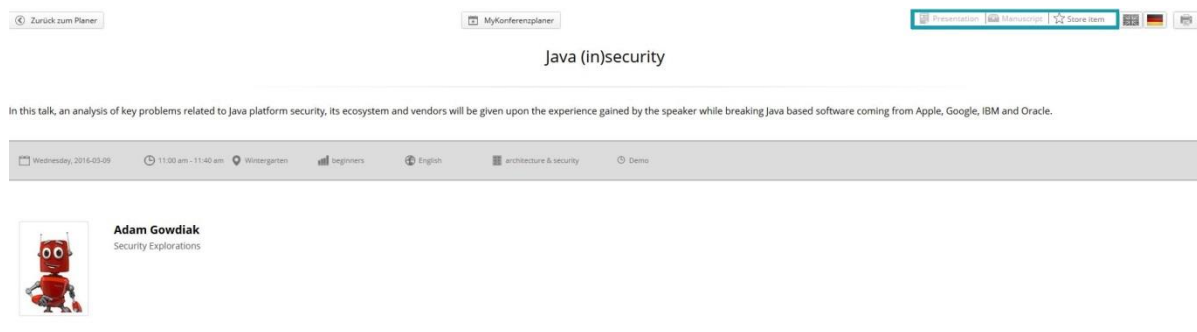 Zurück zum Planer
MyKonferenzplaner
Presentation Manuscript Store item
Java (in)security
In this talk, an analysis of key problems related to Java platform security, its ecosystem and vendors will be given upon the experience gained by the speaker while breaking Java based software coming from Apple, Google, IBM and Oracle.
Wednesday, 2016-03-09 11:00 am - 11:40 am Wintergarten beginners English architecture & security Demo
Adam Gowdiak
Security Explorations